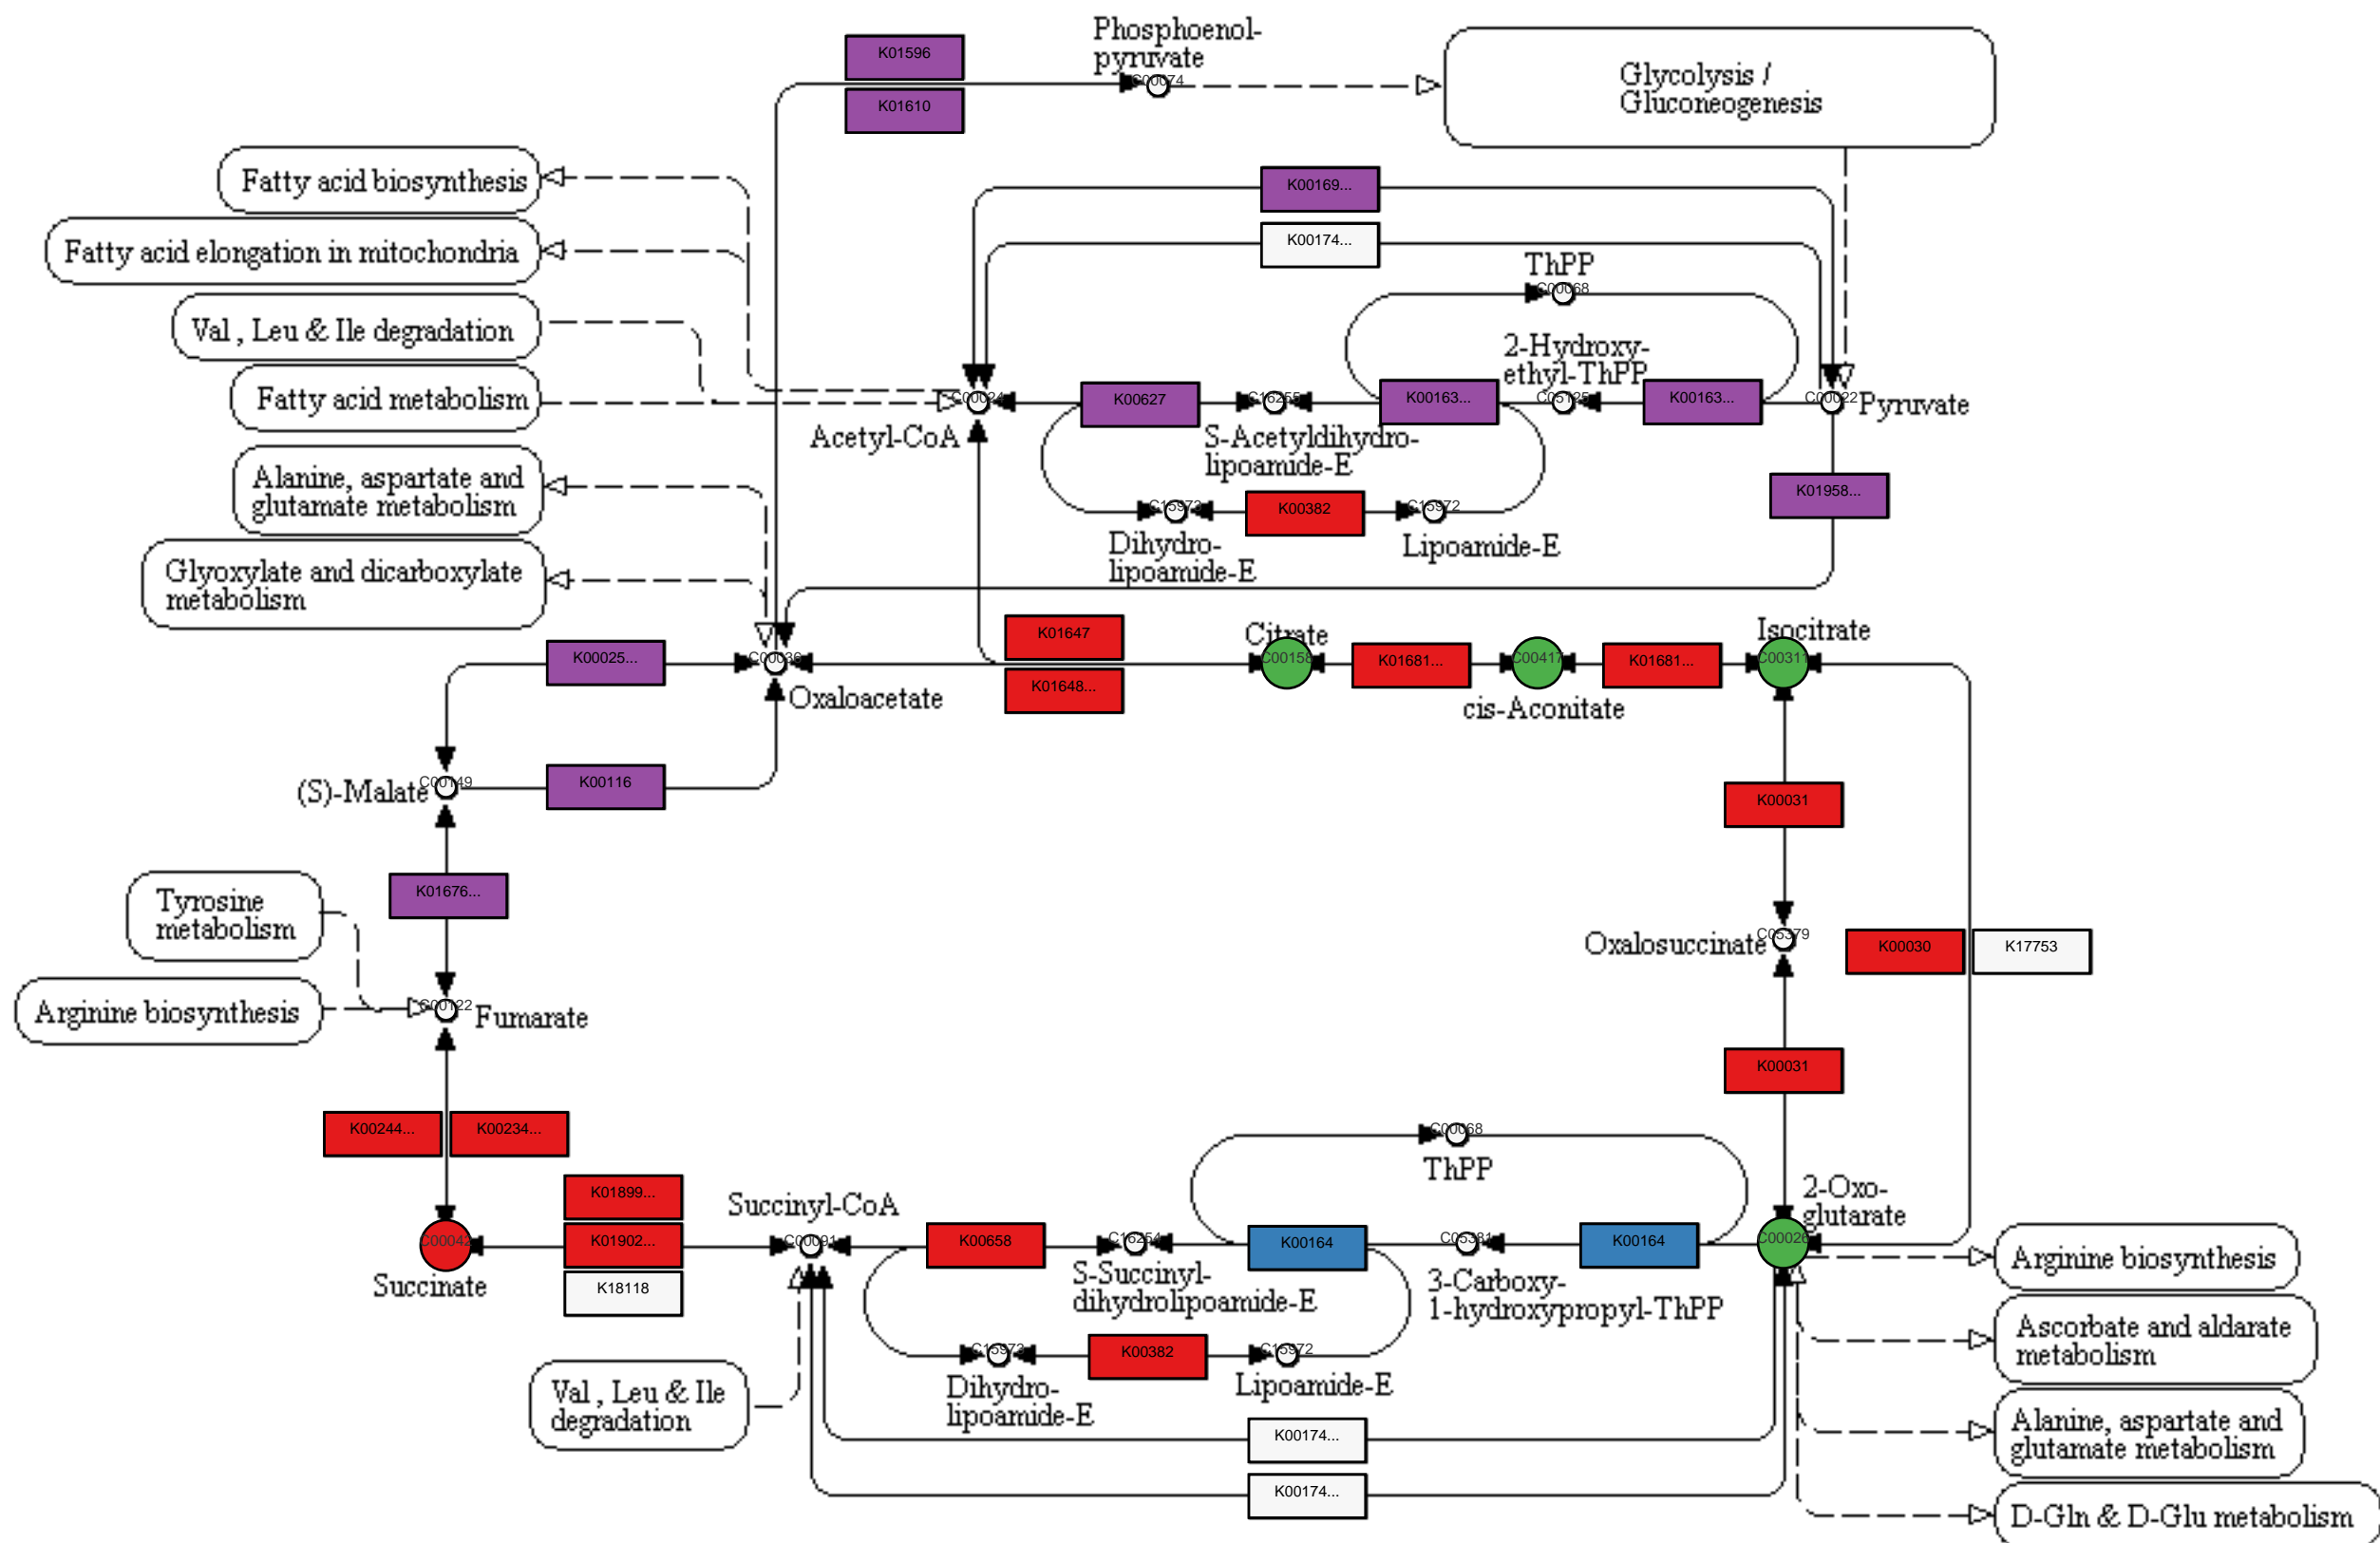 Phosphoenol-
pyruvate
K01596
C00074
K01610
Glycolysis /
Gluconeogenesis
Fatty acid biosynthesis
K00169...
Fatty acid elongation in mitochondria
K00174...
ThPP
C00068
Val , Leu & Ile degradation
2-Hydroxy-
ethyl-ThPP
Fatty acid metabolism
C00024
K00627
C16255
K00163...
C05125
K00163...
C00022
Pyruvate
Acetyl-CoA
S-Acetyldihydro-
lipoamide-E
Alanine, aspartate and
glutamate metabolism
K01958...
C15973
K00382
C15972
Dihydro-
lipoamide-E
Lipoamide-E
Glyoxylate and dicarboxylate
metabolism
K01647
Citrate
Isocitrate
K00025...
C00036
C00158
K01681...
C00417
K01681...
C00311
K01648...
Oxaloacetate
cis-Aconitate
(S)-Malate
C00149
K00116
K00031
K01676...
Tyrosine
metabolism
Oxalosuccinate
C05379
K00030
K17753
Arginine biosynthesis
C00122
Fumarate
K00031
K00244...
K00234...
C00068
ThPP
K01899...
Succinyl-CoA
2-Oxo-
glutarate
C00042
K01902...
C00091
K00658
C16254
K00164
C05381
K00164
C00026
Succinate
K18118
S-Succinyl-
dihydrolipoamide-E
3-Carboxy-
1-hydroxypropyl-ThPP
Arginine biosynthesis
Ascorbate and aldarate
metabolism
C15973
K00382
C15972
Val , Leu & Ile
degradation
Dihydro-
lipoamide-E
Lipoamide-E
K00174...
Alanine, aspartate and
glutamate metabolism
K00174...
D-Gln & D-Glu metabolism